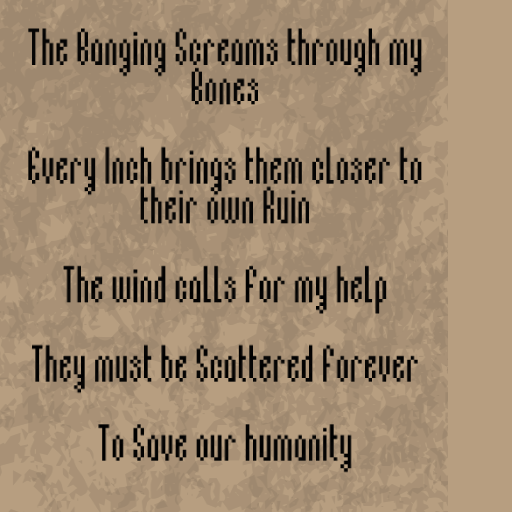 The Banging Screams through my
Bones
Every Inch brings them closer to
their own Ruin
The wind calls for my help
They must be Scattered Forever
To Save our humanity